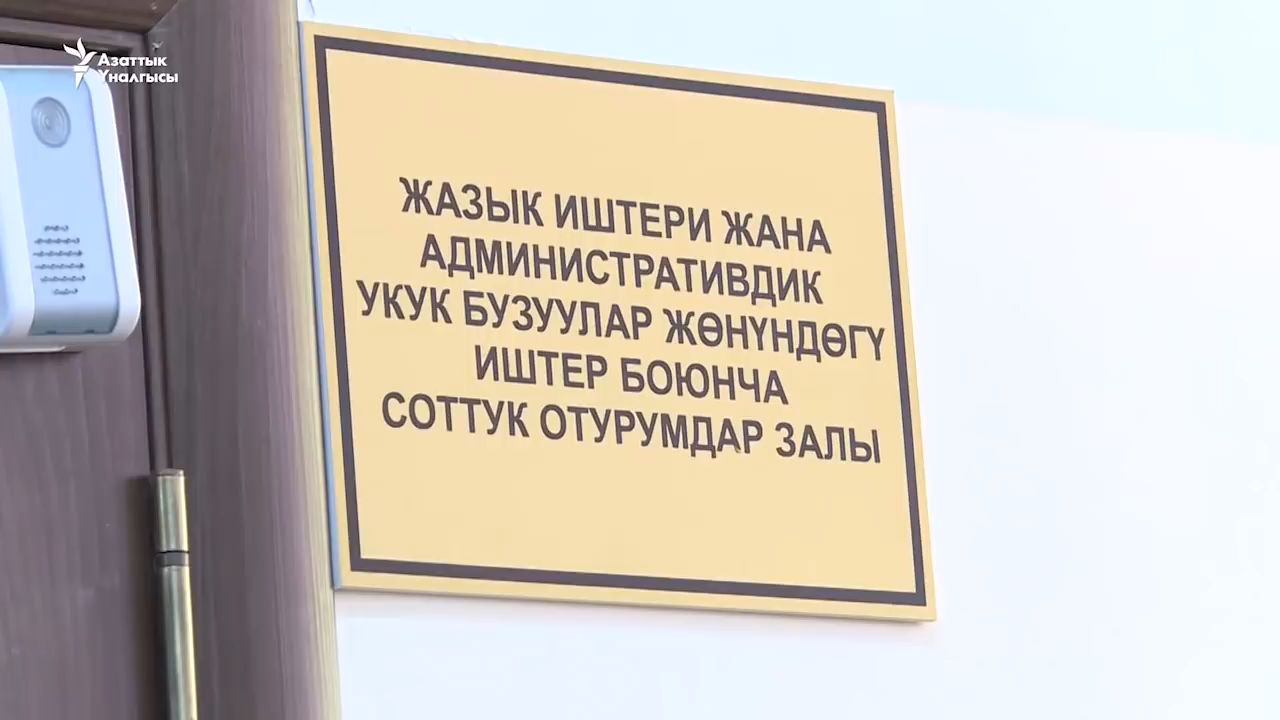 Азаттык
Үналгысы
ЖАЗЫК ИШТЕРИ ЖАНА
АДМИНИСТРАТИВДИК
УКУК БУЗУУЛАР ЖӨНҮНДӨГҮ
ИШТЕР БОЮНЧА
СОТТУК ОТУРУМДАР ЗАЛЫ